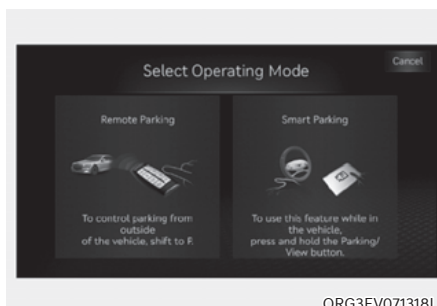 Select Operating Mode
Cancel
Remote Parking
Smart Parking
To control parking from
outside
of the vehicle, shift to P.
To use this feature while in
the vehicle,
press and hold the Parking/
View button.